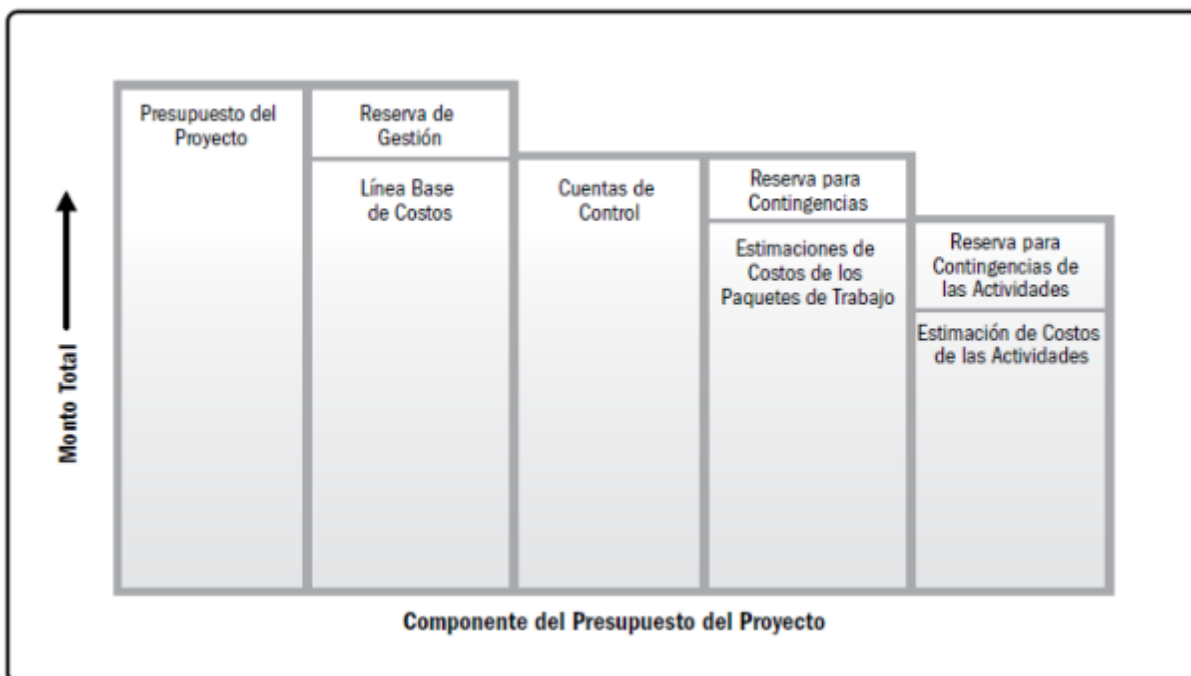 Presupuesto del
Proyecto
Reserva de
Gestión
Línea Base
de Costos
Cuentas de
Control
Reserva para
Contingencias
Estimaciones de
Costos de los
Paquetes de Trabajo
Reserva para
Contingencias de
las Actividades
Estimación de Costos
de las Actividades
Monto Total
Componente del Presupuesto del Proyecto